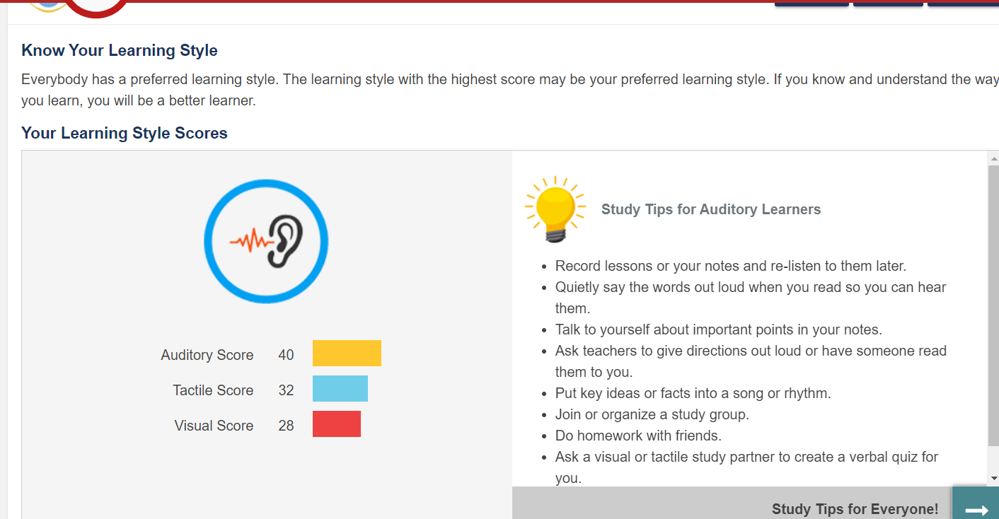 Know Your Learning Style
Everybody has a preferred learning style. The learning style with the highest score may be your preferred learning style. If you know and understand the way
you learn, you will be a better learner.
Your Learning Style Scores
Auditory Score 40
Tactile Score 32
Visual Score 28
Study Tips for Auditory Learners
• Record lessons or your notes and re-listen to them later.
• Quietly say the words out loud when you read so you can hear
them.
• Talk to yourself about important points in your notes.
• Ask teachers to give directions out loud or have someone read
them to you.
• Put key ideas or facts into a song or rhythm.
• Join or organize a study group.
• Do homework with friends.
• Ask a visual or tactile study partner to create a verbal quiz for
you.
Study Tips for Everyone!